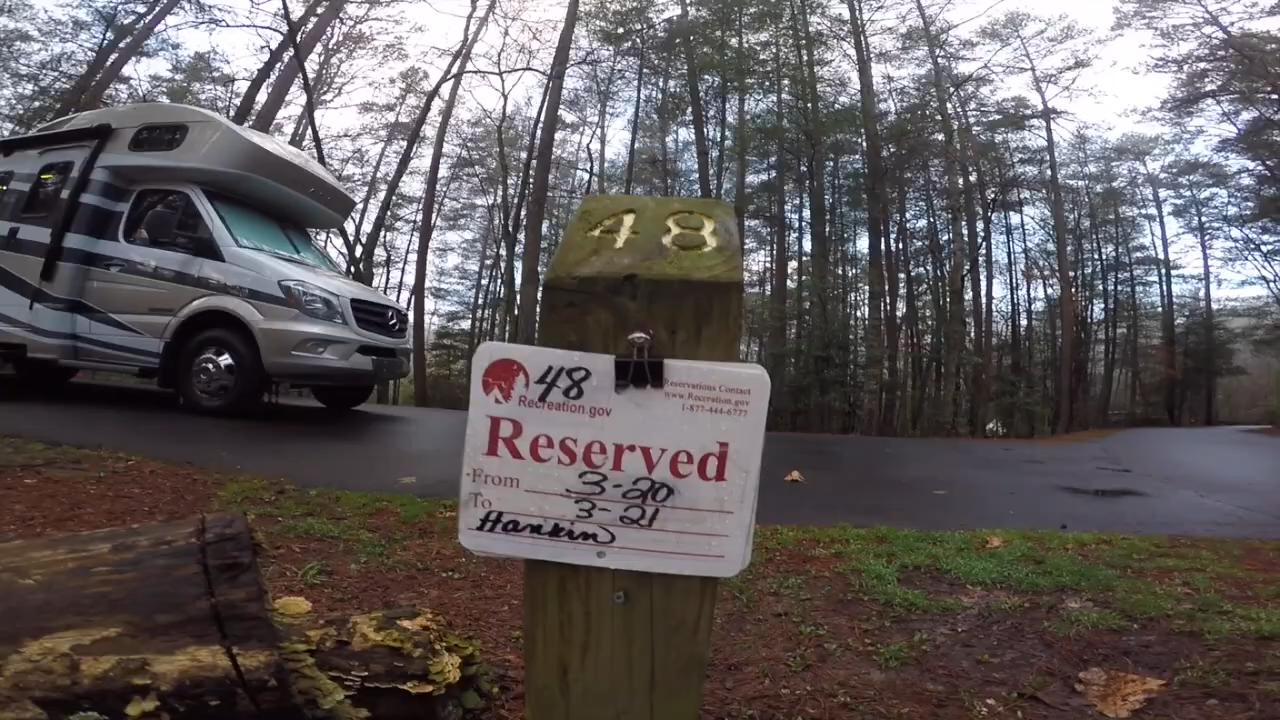 48
48
Recreation.gov
Reservations Contact
www.Recreation.gov
1-877-444-6777
Reserved
From 3-20
To 3-21
Hankin